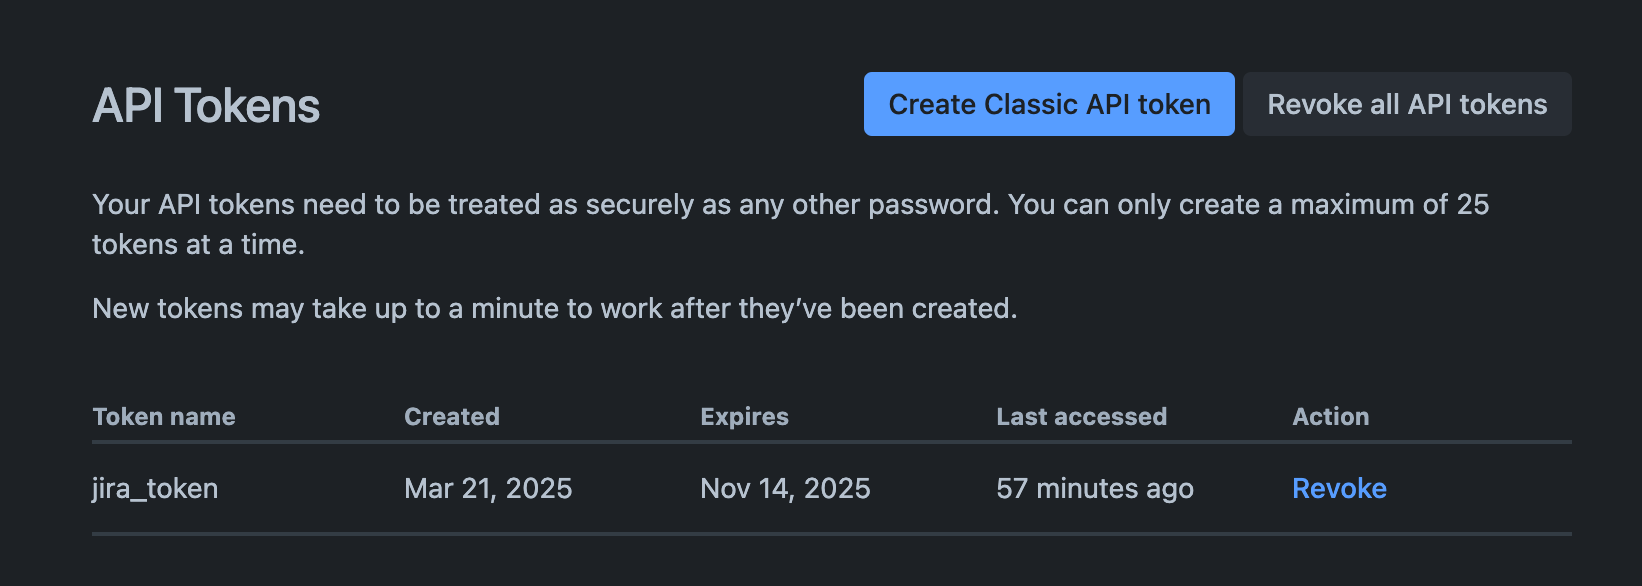 API Tokens
Create Classic API token
Revoke all API tokens
Your API tokens need to be treated as securely as any other password. You can only create a maximum of 25
tokens at a time.
New tokens may take up to a minute to work after they’ve been created.
Token name Created Expires Last accessed Action
jira_token Mar 21, 2025 Nov 14, 2025 57 minutes ago Revoke